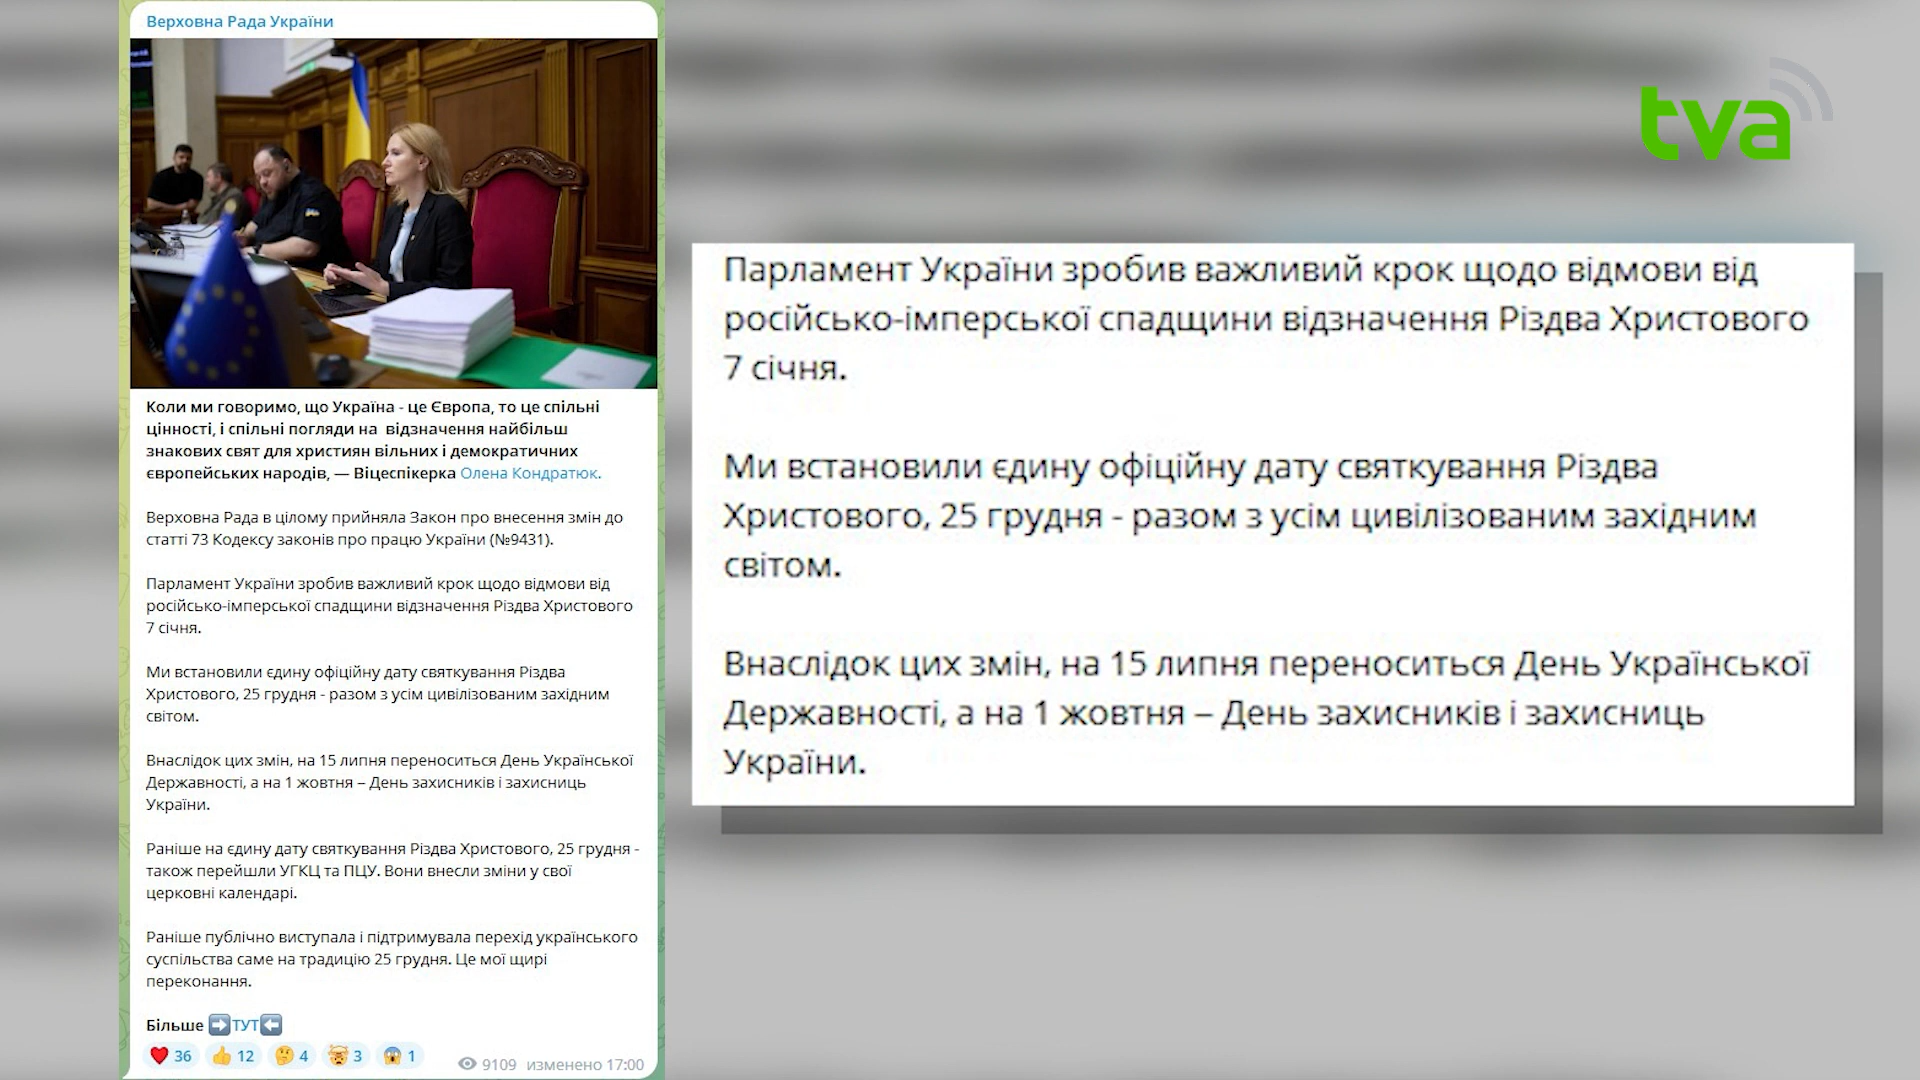 Верховна Рада України
Коли ми говоримо, що Україна - це Європа, то це спільні
цінності, і спільні погляди на відзначення найбільш
знакових свят для християн вільних і демократичних
європейських народів, — Віцеспікерка Олена Кондратюк.
Верховна Рада в цілому прийняла Закон про внесення змін до
статті 73 Кодексу законів про працю України (№9431).
Парламент України зробив важливий крок щодо відмови від
російсько-імперської спадщини відзначення Різдва Христового
7 січня.
Ми встановили єдину офіційну дату святкування Різдва
Христового, 25 грудня - разом з усім цивілізованим західним
світом.
Внаслідок цих змін, на 15 липня переноситься День Української
Державності, а на 1 жовтня – День захисників і захисниць
України.
Раніше на єдину дату святкування Різдва Христового, 25 грудня -
також перейшли УГКЦ та ПЦУ. Вони внесли зміни у свої
церковні календарі.
Раніше публічно виступала і підтримувала перехід українського
суспільства саме на традицію 25 грудня. Це мої щирі
переконання.
Більше ➡️ТУТ⬅️
❤️ 36 👍 12 🤔 4 🤯 3 😱 1
9109 изменено 17:00
tva
Парламент України зробив важливий крок щодо відмови від
російсько-імперської спадщини відзначення Різдва Христового
7 січня.
Ми встановили єдину офіційну дату святкування Різдва
Христового, 25 грудня - разом з усім цивілізованим західним
світом.
Внаслідок цих змін, на 15 липня переноситься День Української
Державності, а на 1 жовтня – День захисників і захисниць
України.